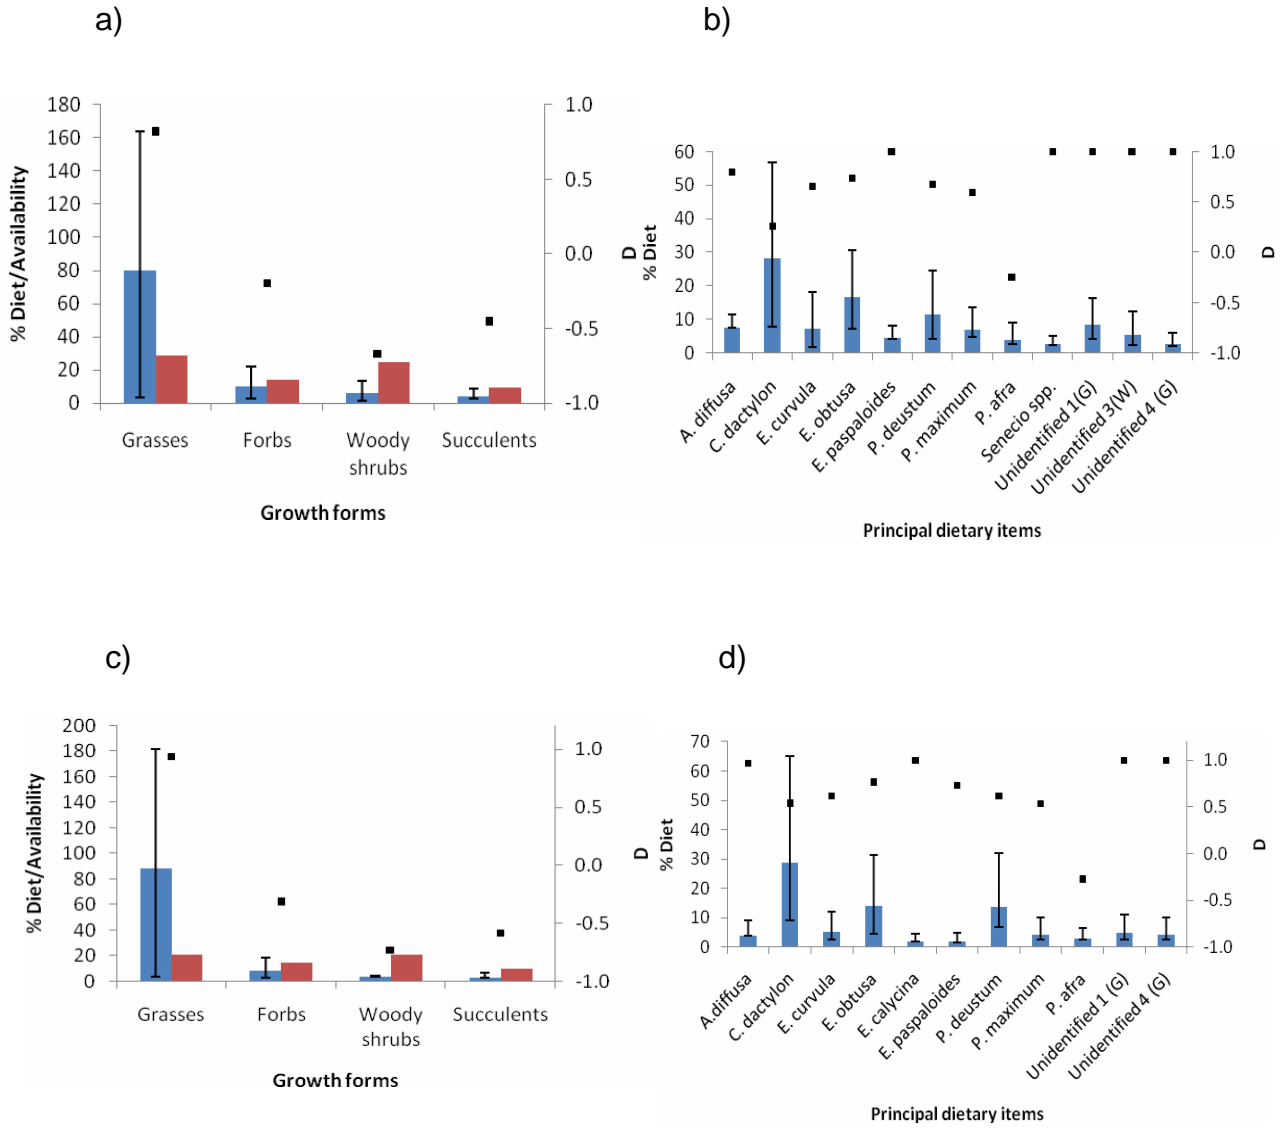 a)
180
160
140
120
100
80
60
40
20
0
% Diet/Availability
1.0
0.5
0.0
-0.5
-1.0
D
Grasses
Forbs
Woody
shrubs
Succulents
Growth forms
b)
60
50
40
30
20
10
0
% Diet
1.0
0.5
0.0
-0.5
-1.0
D
A. diffusa
C. dactylon
E. curvula
E. obtusa
E. paspaloides
P. deustum
P. maximum
P. afra
Senecio spp.
Unidentified 1(G)
Unidentified 3(W)
Unidentified 4 (G)
Principal dietary items
c)
200
180
160
140
120
100
80
60
40
20
0
% Diet/Availability
1.0
0.5
0.0
-0.5
-1.0
D
Grasses
Forbs
Woody
shrubs
Succulents
Growth forms
d)
70
60
50
40
30
20
10
0
% Diet
1.0
0.5
0.0
-0.5
-1.0
D
A.diffusa
C. dactylon
E. curvula
E. obtusa
E. calycina
E. paspaloides
P. deustum
P. maximum
P. afra
Unidentified 1 (G)
Unidentified 4 (G)
Principal dietary items